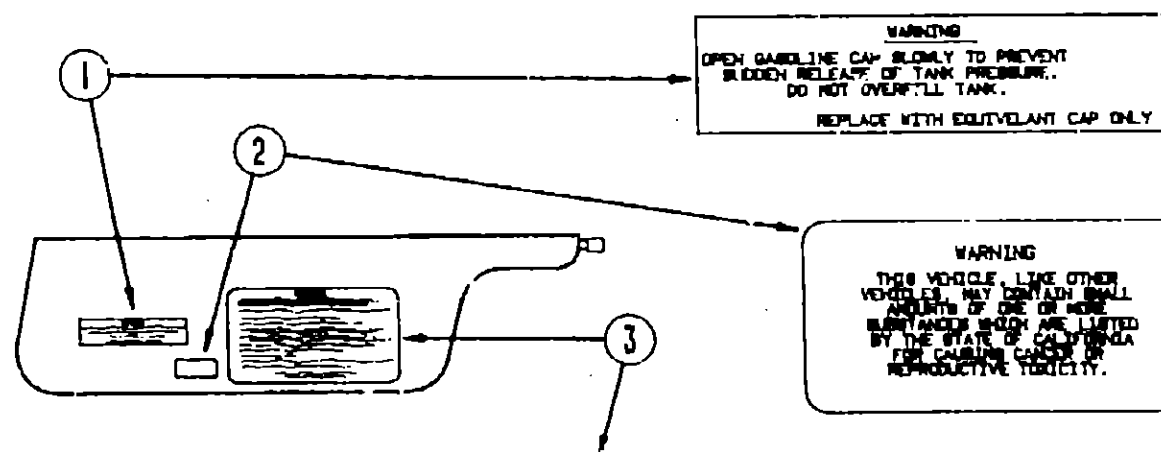 1
WARNING
OPEN GASOLINE CAP SLOWLY TO PREVENT
SUDDEN RELEASE OF TANK PRESSURE.
DO NOT OVERFILL TANK.
REPLACE WITH EQUIVELANT CAP ONLY
2
WARNING
THIS VEHICLE, LIKE OTHER
VEHICLES, MAY CONTAIN SMALL
AMOUNTS OF ONE OR MORE
SUBSTANCES WHICH ARE LISTED
BY THE STATE OF CALIFORNIA
FOR CAUSING CANCER OR
REPRODUCTIVE TOXICITY.
3